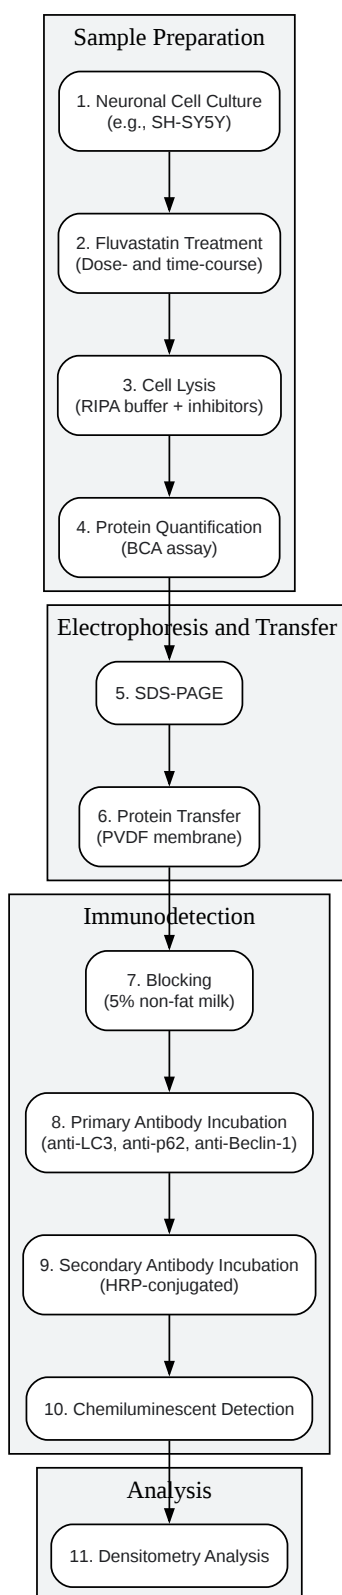 Sample Preparation
1. Neuronal Cell Culture
(e.g., SH-SY5Y)
2. Fluvastatin Treatment
(Dose- and time-course)
3. Cell Lysis
(RIPA buffer + inhibitors)
4. Protein Quantification
(BCA assay)
Electrophoresis and Transfer
5. SDS-PAGE
6. Protein Transfer
(PVDF membrane)
Immunodetection
7. Blocking
(5% non-fat milk)
8. Primary Antibody Incubation
(anti-LC3, anti-p62, anti-Beclin-1)
9. Secondary Antibody Incubation
(HRP-conjugated)
10. Chemiluminescent Detection
Analysis
11. Densitometry Analysis